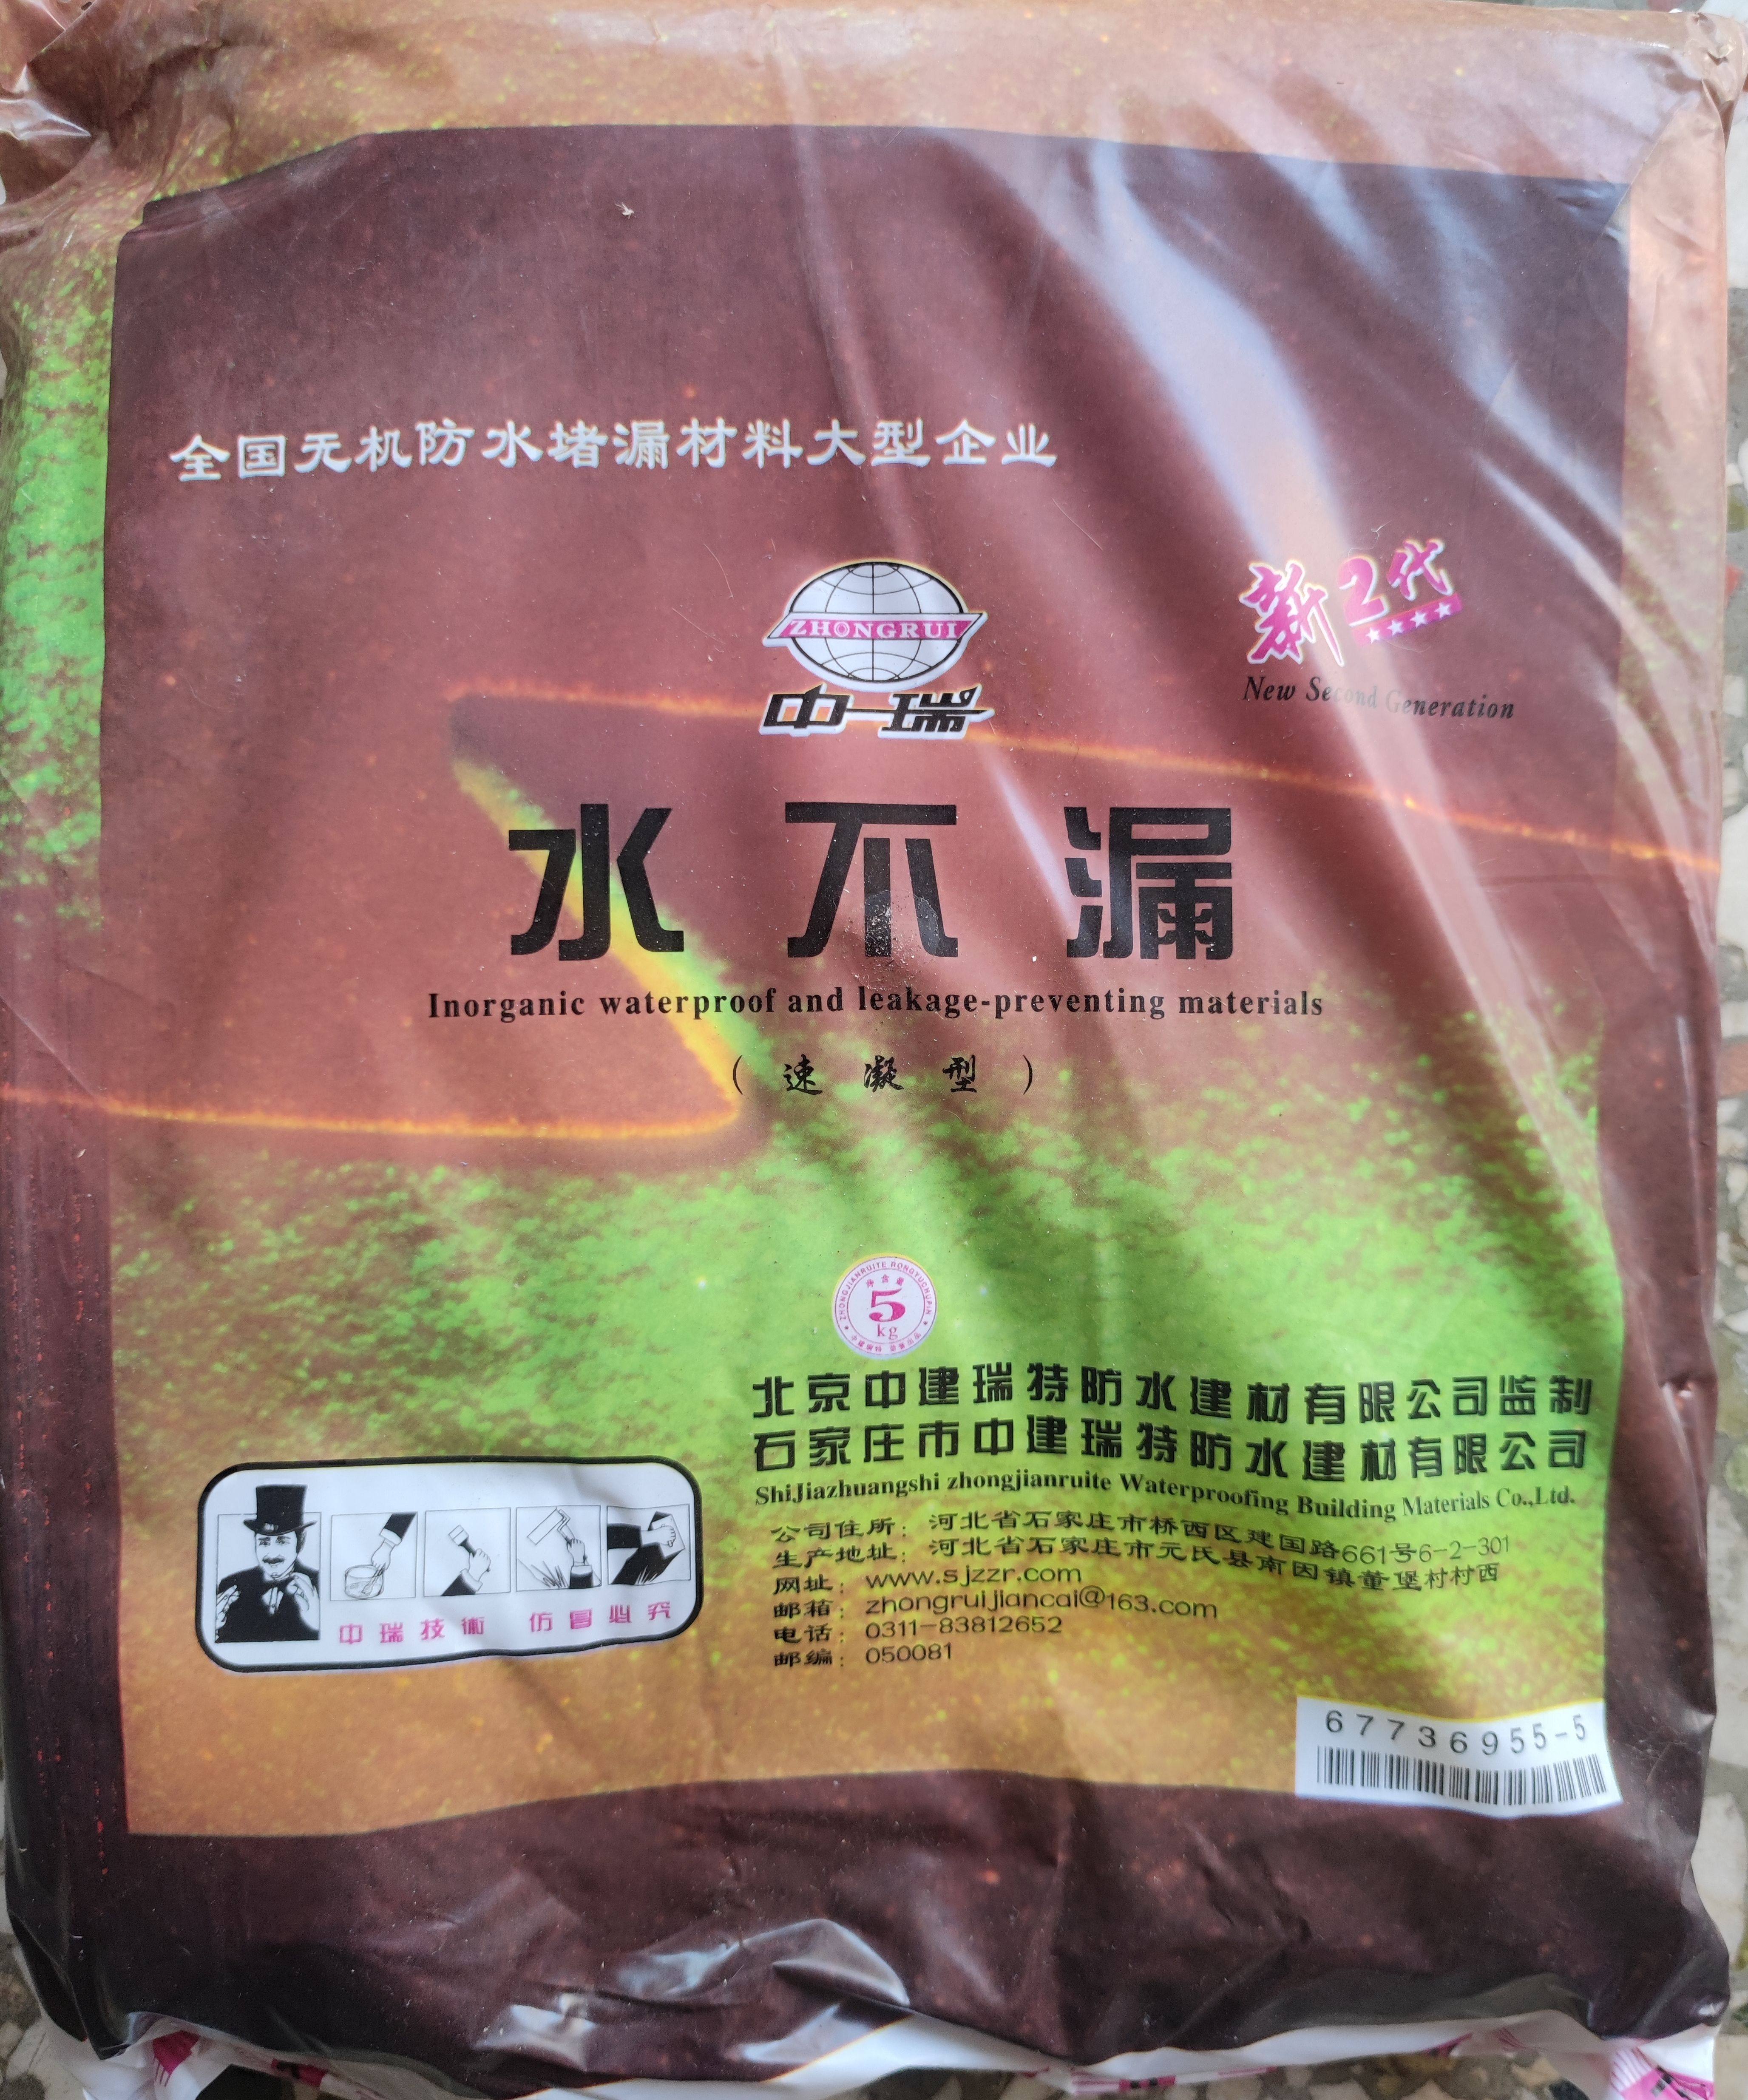 全国无机防水堵漏材料大型企业
ZHONGRUI
中瑞
新2代
New Second Generation
水不漏
Inorganic waterproof and leakage-preventing materials
(速凝型)
ZHONGJIANRUITE RONGYUCHUPIN
净含量
5
kg
北京中建瑞特防水建材有限公司监制
石家庄市中建瑞特防水建材有限公司
ShiJiazhuangshi zhongjianruite Waterproofing Building Materials Co.,Ltd.
公司住所：河北省石家庄市桥西区建国路661号6-2-301
生产地址：河北省石家庄市元氏县南因镇董堡村村西
网址：www.sjzzr.com
邮箱：zhongruijiancai@163.com
电话：0311-83812652
邮编：050081
中瑞技術 仿冒必究
67736955-5